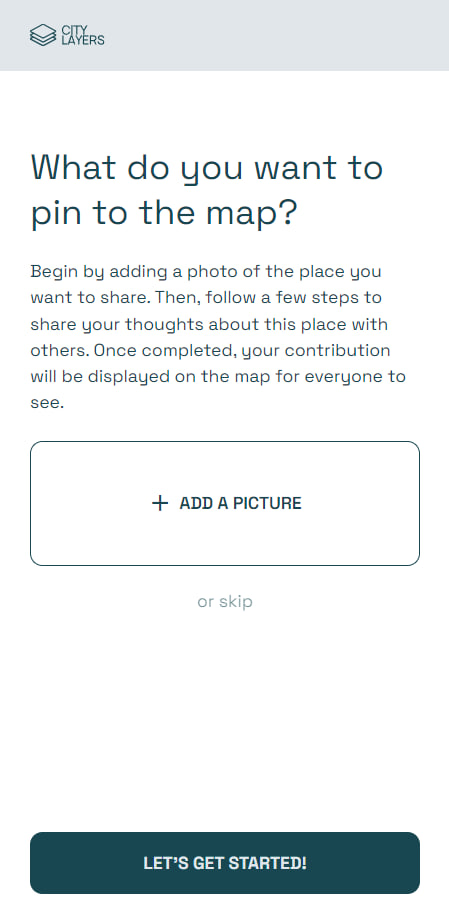 CITY
LAYERS
What do you want to
pin to the map?
Begin by adding a photo of the place you
want to share. Then, follow a few steps to
share your thoughts about this place with
others. Once completed, your contribution
will be displayed on the map for everyone to
see.
+ ADD A PICTURE
or skip
LET’S GET STARTED!